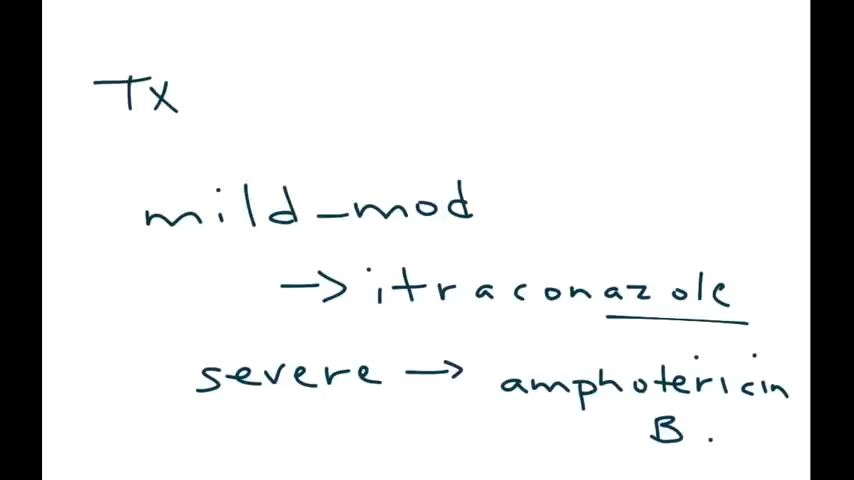 Tx
mild-mod
→ itraconazole
severe → amphotericin
B.